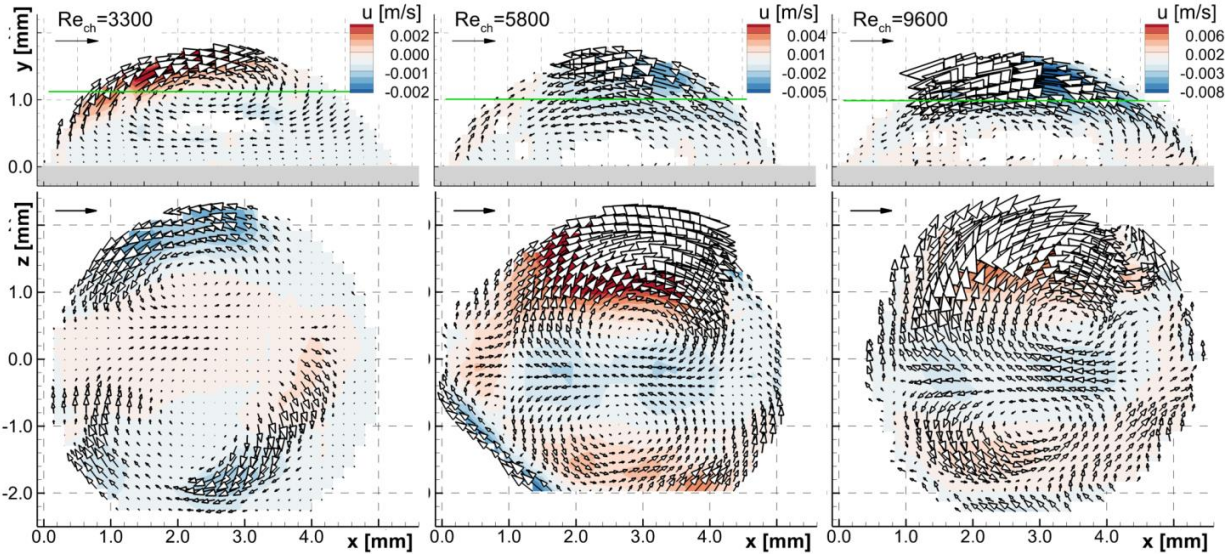 Re_ch=3300
u [m/s]
0.002
0.001
-0.001
-0.002
y [mm]
1.0
0.0
Re_ch=5800
u [m/s]
0.004
0.001
-0.002
-0.005
Re_ch=9600
u [m/s]
0.006
0.002
-0.003
-0.008
z [mm]
1.0
0.0
-1.0
-2.0
0.0 1.0 2.0 3.0 4.0 x [mm]
0.0 1.0 2.0 3.0 4.0 x [mm]
0.0 1.0 2.0 3.0 4.0 x [mm]